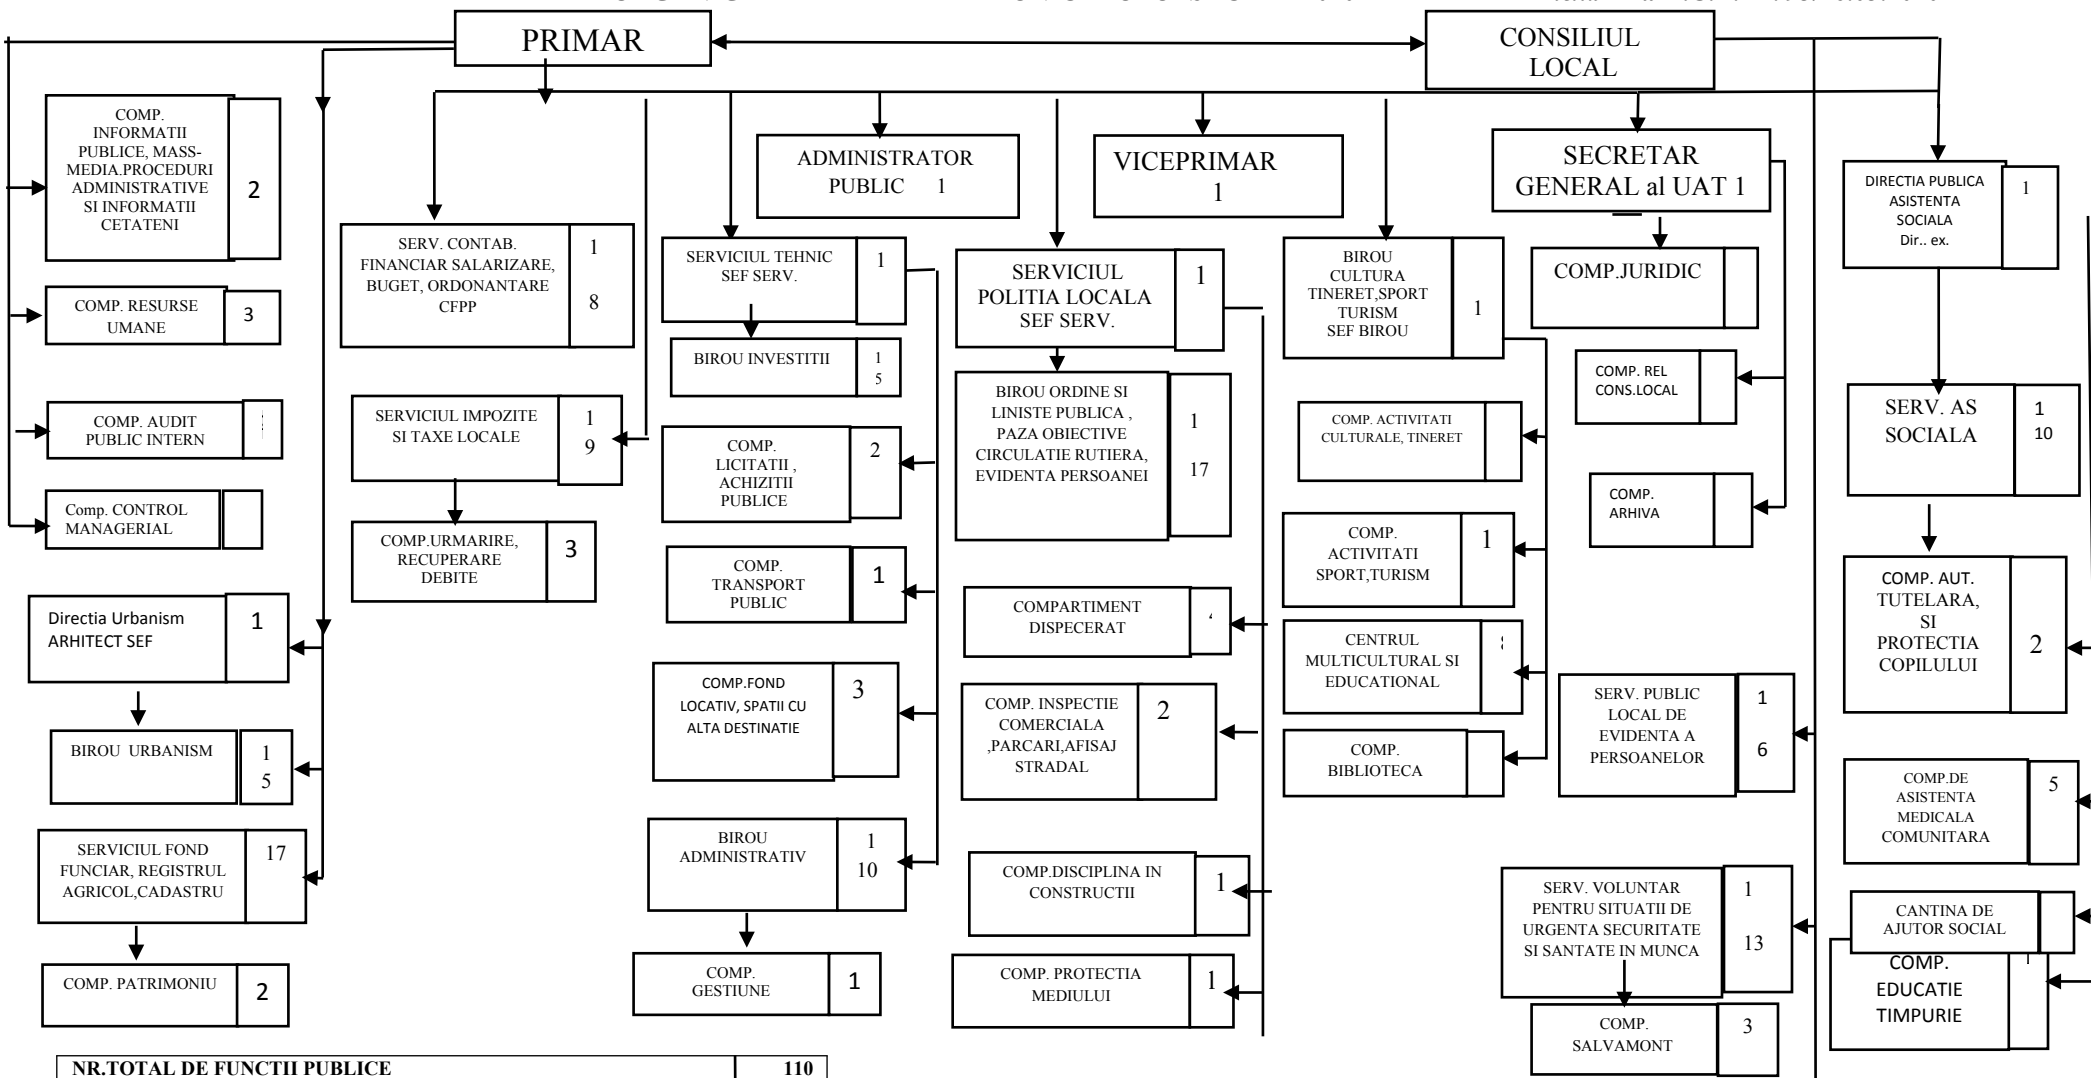 PRIMAR
CONSILIUL
LOCAL
COMP.
INFORMATII
PUBLICE, MASS-
MEDIA.PROCEDURI
ADMINISTRATIVE
SI INFORMATII
CETATENI
2
COMP. RESURSE
UMANE
3
COMP. AUDIT
PUBLIC INTERN
Comp. CONTROL
MANAGERIAL
Directia Urbanism
ARHITECT SEF
1
BIROU URBANISM
1
5
SERVICIUL FOND
FUNCIAR, REGISTRUL
AGRICOL,CADASTRU
17
COMP. PATRIMONIU
2
SERV. CONTAB.
FINANCIAR SALARIZARE,
BUGET, ORDONANTARE
CFPP
1
8
SERVICIUL IMPOZITE
SI TAXE LOCALE
1
9
COMP.URMARIRE,
RECUPERARE
DEBITE
3
ADMINISTRATOR
PUBLIC 1
VICEPRIMAR
1
SECRETAR
GENERAL al UAT 1
SERVICIUL TEHNIC
SEF SERV.
1
BIROU INVESTITII
1
5
COMP.
LICITATII ,
ACHIZITII
PUBLICE
2
COMP.
TRANSPORT
PUBLIC
1
COMP.FOND
LOCATIV, SPATII CU
ALTA DESTINATIE
3
BIROU
ADMINISTRATIV
1
10
COMP.
GESTIUNE
1
SERVICIUL
POLITIA LOCALA
SEF SERV.
1
BIROU ORDINE SI
LINISTE PUBLICA ,
PAZA OBIECTIVE
CIRCULATIE RUTIERA,
EVIDENTA PERSOANEI
1
17
COMPARTIMENT
DISPECERAT
COMP. INSPECTIE
COMERCIALA
,PARCARI,AFISAJ
STRADAL
2
COMP.DISCIPLINA IN
CONSTRUCTII
1
COMP. PROTECTIA
MEDIULUI
1
BIROU
CULTURA
TINERET,SPORT
TURISM
SEF BIROU
1
COMP. ACTIVITATI
CULTURALE, TINERET
COMP.
ACTIVITATI
SPORT,TURISM
1
CENTRUL
MULTICULTURAL SI
EDUCATIONAL
COMP.
BIBLIOTECA
COMP.JURIDIC
COMP. REL
CONS.LOCAL
COMP.
ARHIVA
SERV. PUBLIC
LOCAL DE
EVIDENTA A
PERSOANELOR
1
6
SERV. VOLUNTAR
PENTRU SITUATII DE
URGENTA SECURITATE
SI SANTATE IN MUNCA
1
13
COMP.
SALVAMONT
3
DIRECTIA PUBLICA
ASISTENTA
SOCIALA
Dir.. ex.
1
SERV. AS
SOCIALA
1
10
COMP. AUT.
TUTELARA,
SI
PROTECTIA
COPILULUI
2
COMP.DE
ASISTENTA
MEDICALA
COMUNITARA
5
CANTINA DE
AJUTOR SOCIAL
COMP.
EDUCATIE
TIMPURIE
NR.TOTAL DE FUNCTII PUBLICE 110